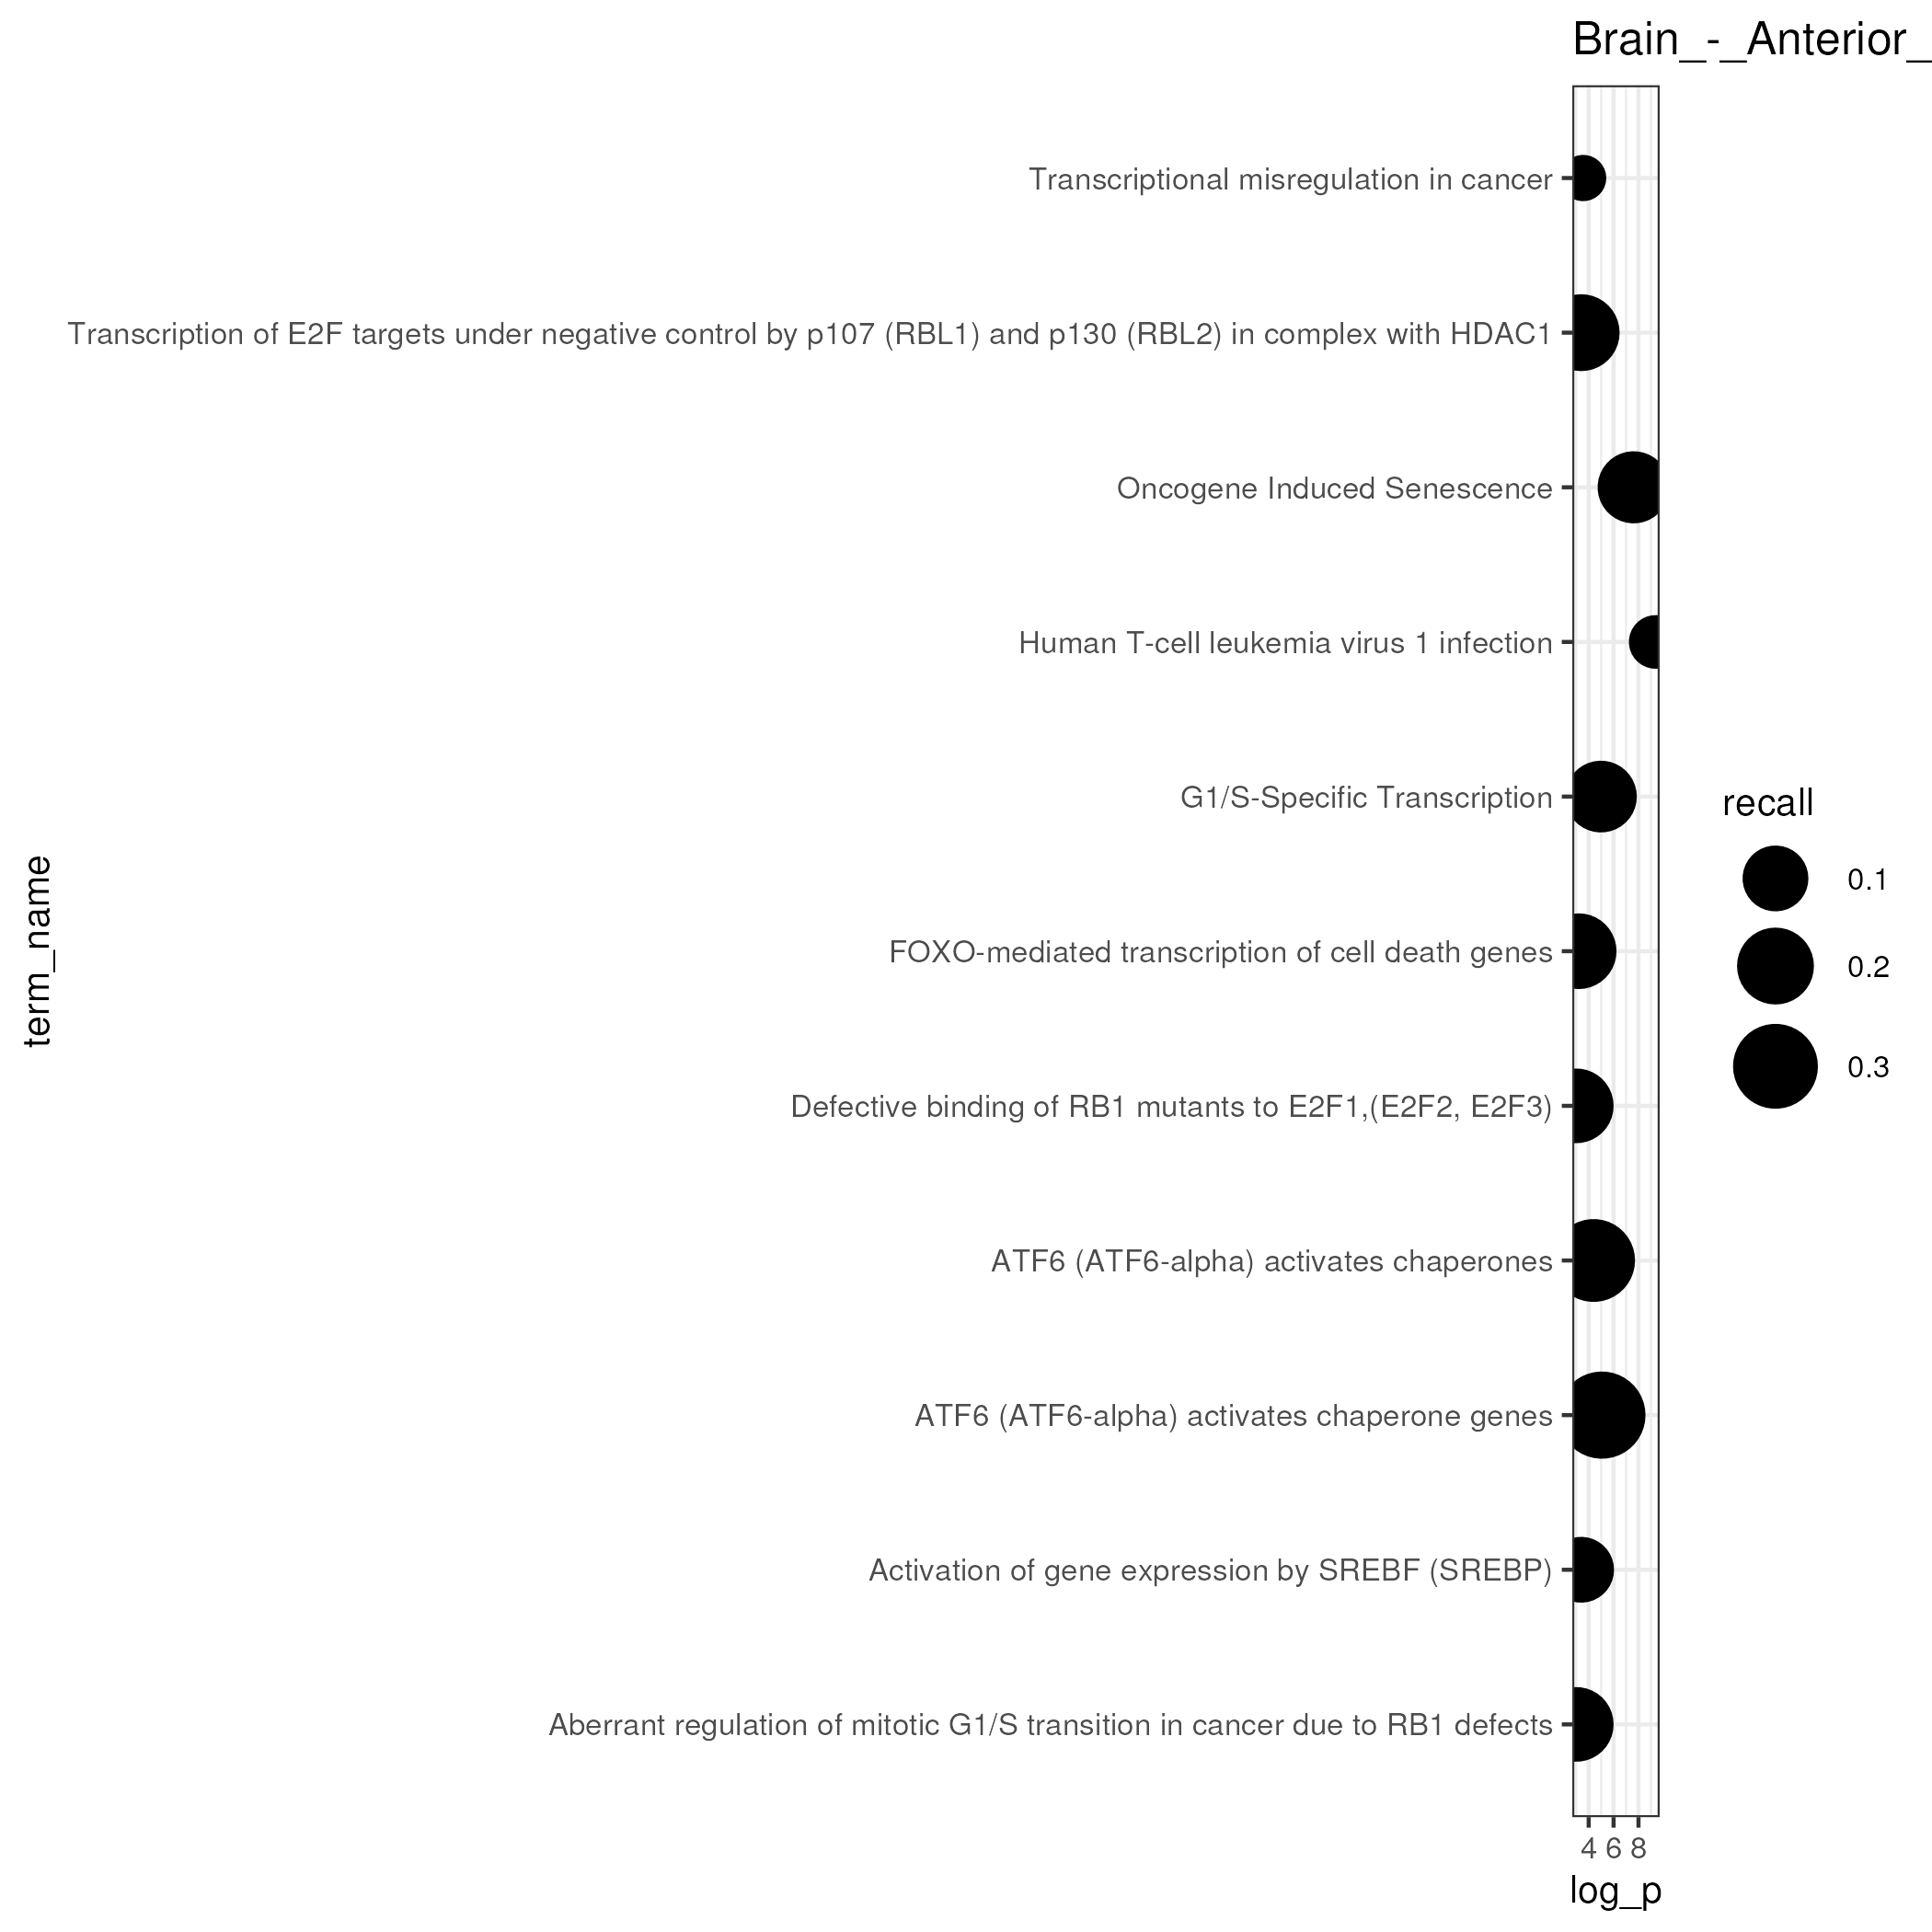 Brain_-_Anterior_
Transcriptional misregulation in cancer
Transcription of E2F targets under negative control by p107 (RBL1) and p130 (RBL2) in complex with HDAC1
Oncogene Induced Senescence
Human T-cell leukemia virus 1 infection
G1/S-Specific Transcription
FOXO-mediated transcription of cell death genes
Defective binding of RB1 mutants to E2F1,(E2F2, E2F3)
ATF6 (ATF6-alpha) activates chaperones
ATF6 (ATF6-alpha) activates chaperone genes
Activation of gene expression by SREBF (SREBP)
Aberrant regulation of mitotic G1/S transition in cancer due to RB1 defects
term_name
4 6 8
log_p
recall
0.1
0.2
0.3